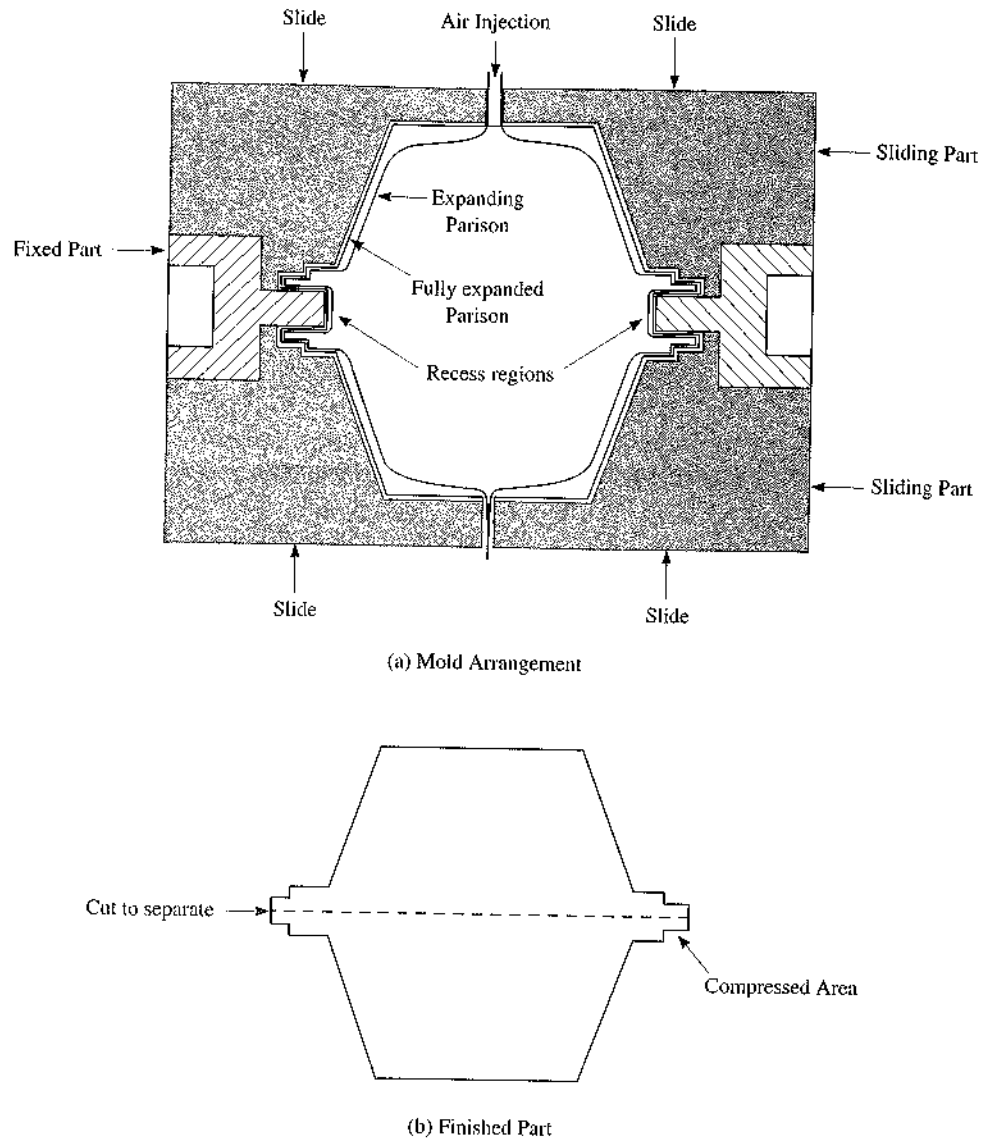 Slide
Air Injection
Slide
Sliding Part
Expanding
Parison
Fixed Part
Fully expanded
Parison
Recess regions
Sliding Part
Slide
Slide
(a) Mold Arrangement
Cut to separate
Compressed Area
(b) Finished Part